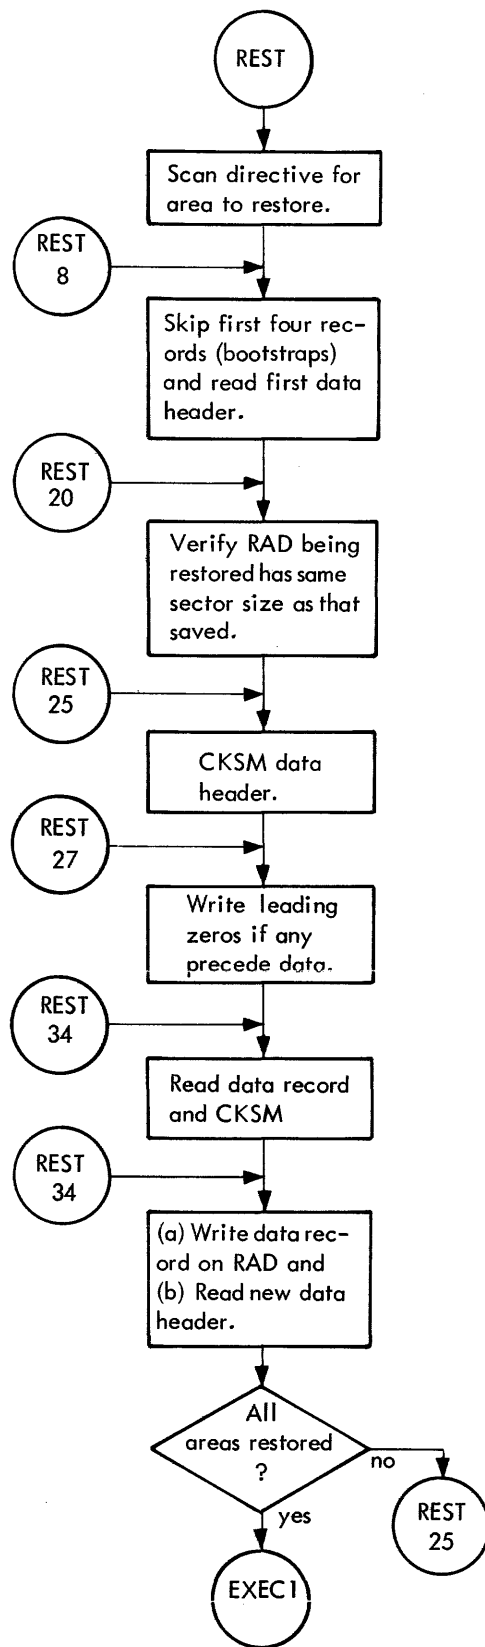 REST
Scan directive for
area to restore.
REST
8
Skip first four rec-
ords (bootstraps)
and read first data
header.
REST
20
Verify RAD being
restored has same
sector size as that
saved.
REST
25
CKSM data
header.
REST
27
Write leading
zeros if any
precede data.
REST
34
Read data record
and CKSM
REST
34
(a) Write data rec-
ord on RAD and
(b) Read new data
header.
All
areas restored
?
no
yes
REST
25
EXEC1